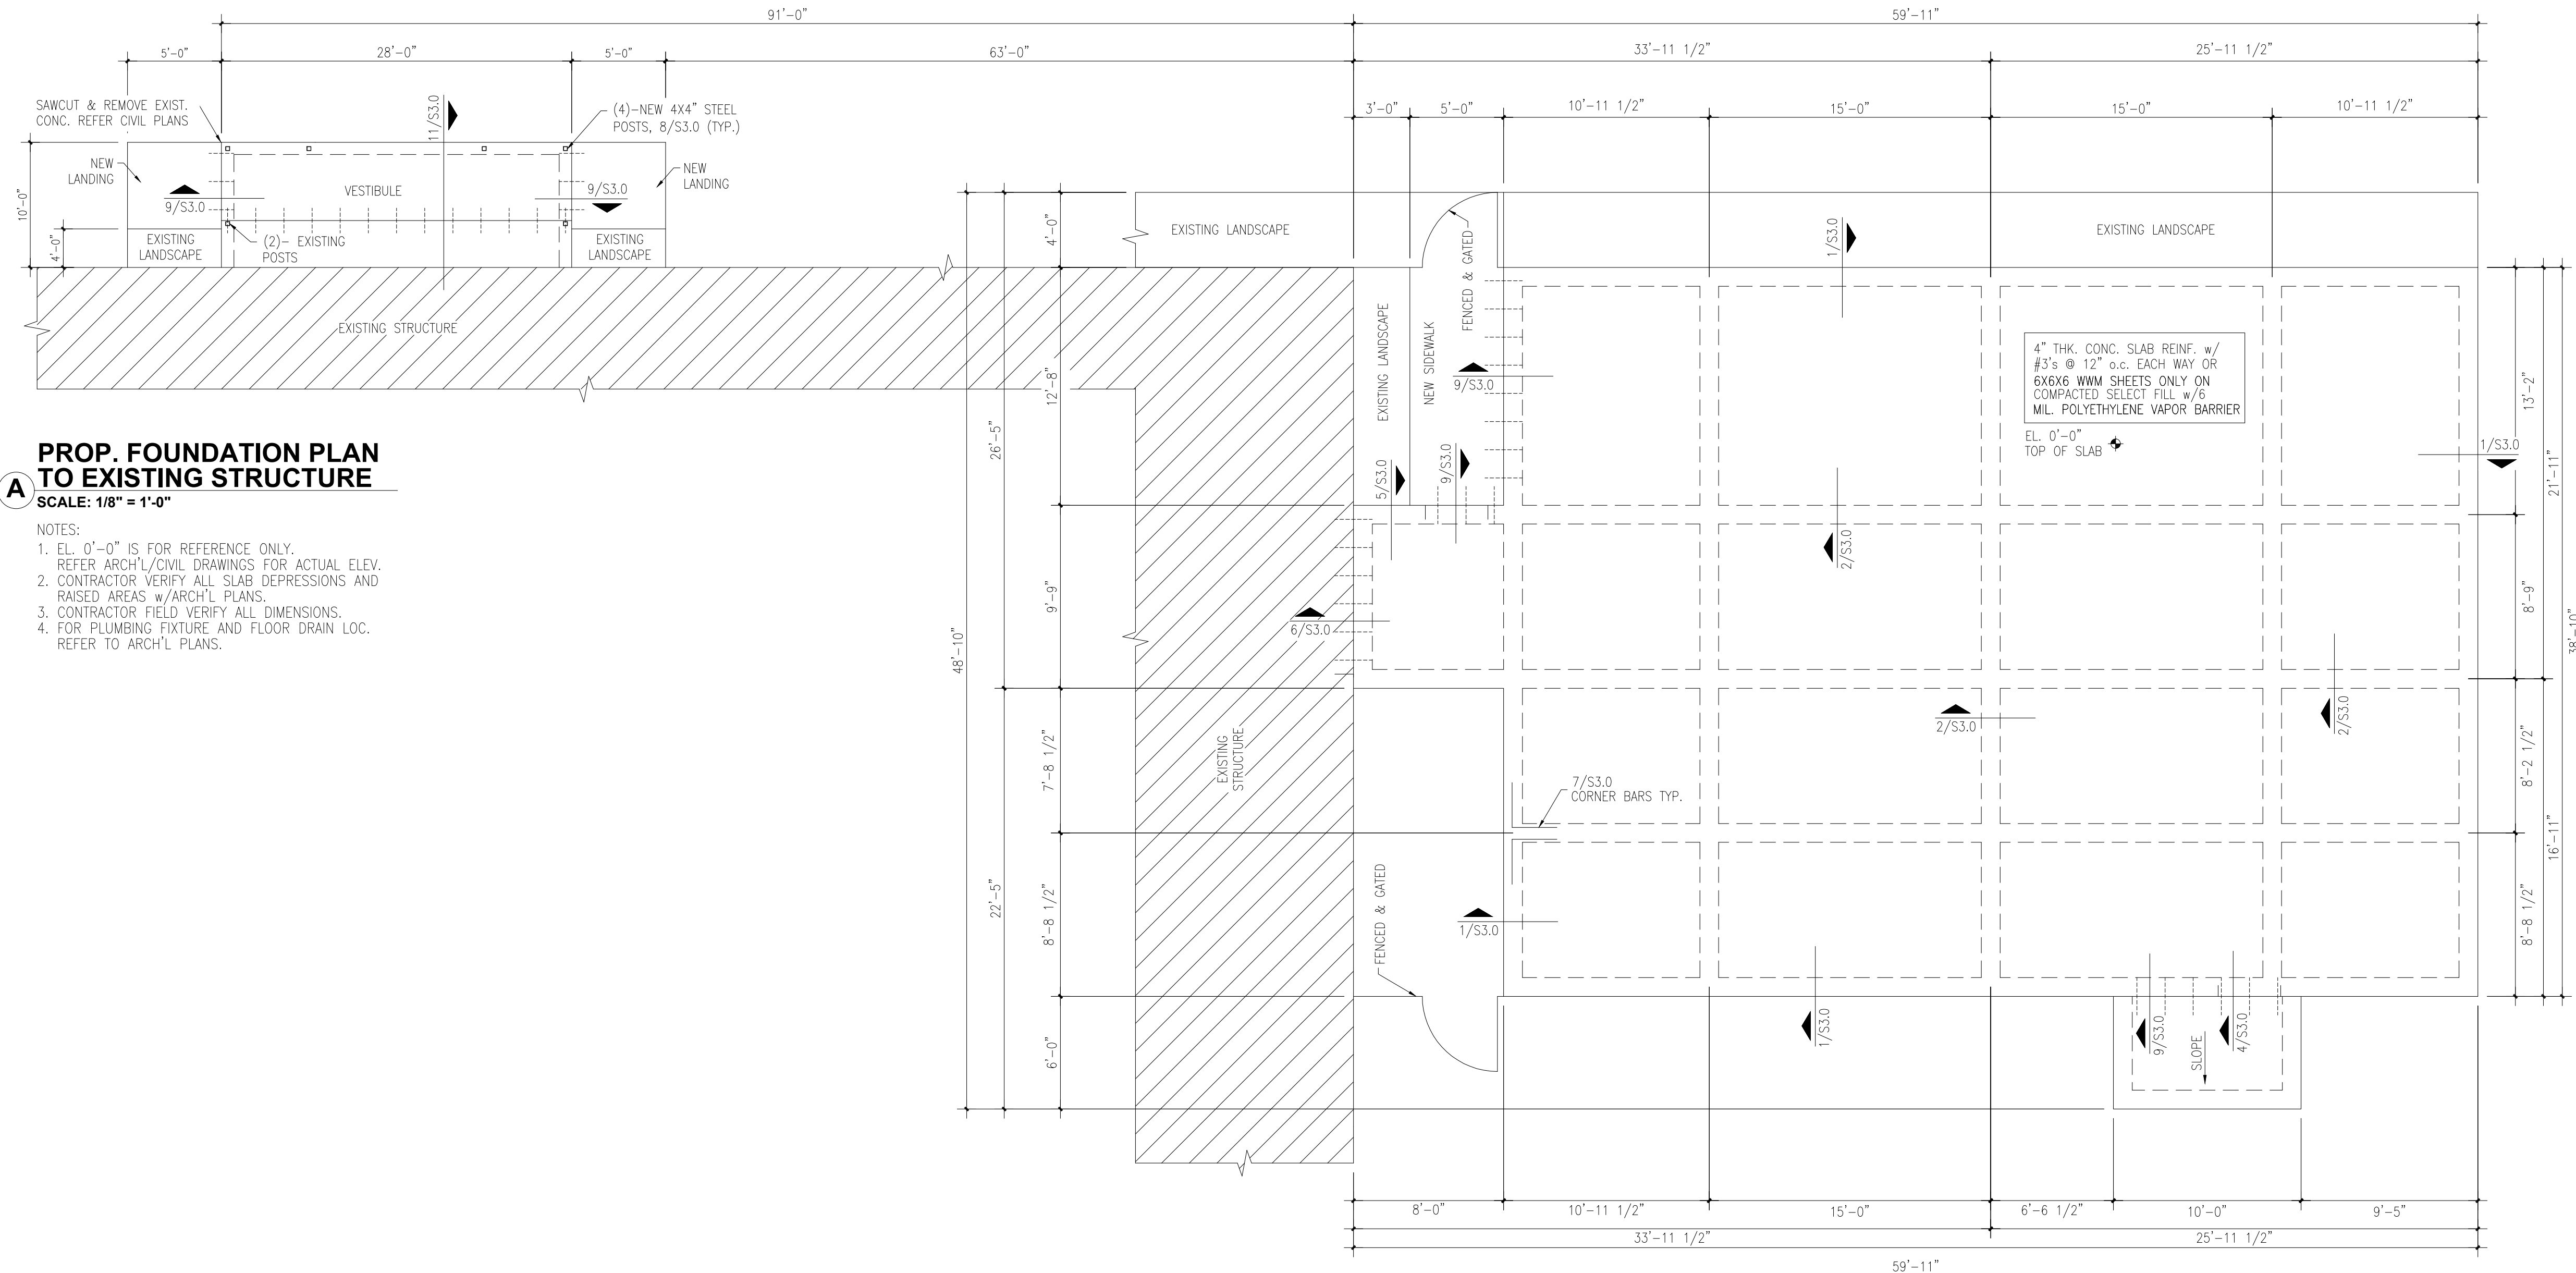 91'-0"
59'-11"
5'-0"
28'-0"
5'-0"
63'-0"
33'-11 1/2"
25'-11 1/2"
3'-0"
5'-0"
10'-11 1/2"
15'-0"
15'-0"
10'-11 1/2"
SAWCUT & REMOVE EXIST.
CONC. REFER CIVIL PLANS
11/S3.0
(4)-NEW 4X4" STEEL
POSTS, 8/S3.0 (TYP.)
NEW
LANDING
VESTIBULE
NEW
LANDING
9/S3.0
9/S3.0
10'-0"
4'-0"
EXISTING
LANDSCAPE
(2)- EXISTING
POSTS
EXISTING
LANDSCAPE
EXISTING STRUCTURE
4'-0"
EXISTING LANDSCAPE
FENCED & GATED
1/S3.0
EXISTING LANDSCAPE
12'-8"
26'-5"
EXISTING LANDSCAPE
NEW SIDEWALK
9/S3.0
4" THK. CONC. SLAB REINF. w/
#3's @ 12" o.c. EACH WAY OR
6X6X6 WWM SHEETS ONLY ON
COMPACTED SELECT FILL w/6
MIL. POLYETHYLENE VAPOR BARRIER
EL. 0'-0"
TOP OF SLAB
1/S3.0
13'-2"
21'-11"
38'-10"
5/S3.0
9/S3.0
2/S3.0
A
PROP. FOUNDATION PLAN
TO EXISTING STRUCTURE
SCALE: 1/8" = 1'-0"
NOTES:
1. EL. 0'-0" IS FOR REFERENCE ONLY.
REFER ARCH'L/CIVIL DRAWINGS FOR ACTUAL ELEV.
2. CONTRACTOR VERIFY ALL SLAB DEPRESSIONS AND
RAISED AREAS w/ARCH'L PLANS.
3. CONTRACTOR FIELD VERIFY ALL DIMENSIONS.
4. FOR PLUMBING FIXTURE AND FLOOR DRAIN LOC.
REFER TO ARCH'L PLANS.
48'-10"
9'-9"
6/S3.0
8'-9"
2/S3.0
2/S3.0
7'-8 1/2"
EXISTING
STRUCTURE
7/S3.0
CORNER BARS TYP.
8'-2 1/2"
16'-11"
22'-5"
8'-8 1/2"
FENCED & GATED
1/S3.0
8'-8 1/2"
6'-0"
1/S3.0
9/S3.0
SLOPE
4/S3.0
8'-0"
10'-11 1/2"
15'-0"
6'-6 1/2"
10'-0"
9'-5"
33'-11 1/2"
25'-11 1/2"
59'-11"